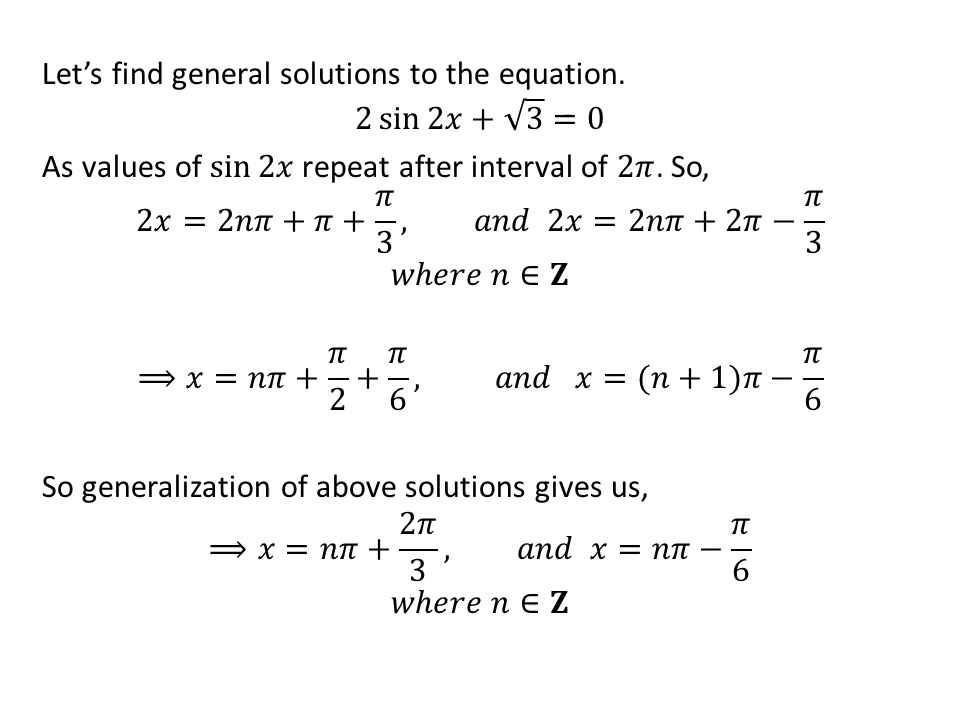 Let’s find general solutions to the equation.
2 sin 2𝑥 + √3 = 0
As values of sin 2𝑥 repeat after interval of 2𝜋. So,
2𝑥 = 2𝑛𝜋 + 𝜋 + 𝜋/3, 𝑎𝑛𝑑 2𝑥 = 2𝑛𝜋 + 2𝜋 − 𝜋/3
𝑤ℎ𝑒𝑟𝑒 𝑛 ∈ 𝐙
⟹ 𝑥 = 𝑛𝜋 + 𝜋/2 + 𝜋/6, 𝑎𝑛𝑑 𝑥 = (𝑛 + 1)𝜋 − 𝜋/6
So generalization of above solutions gives us,
⟹ 𝑥 = 𝑛𝜋 + 2𝜋/3, 𝑎𝑛𝑑 𝑥 = 𝑛𝜋 − 𝜋/6
𝑤ℎ𝑒𝑟𝑒 𝑛 ∈ 𝐙